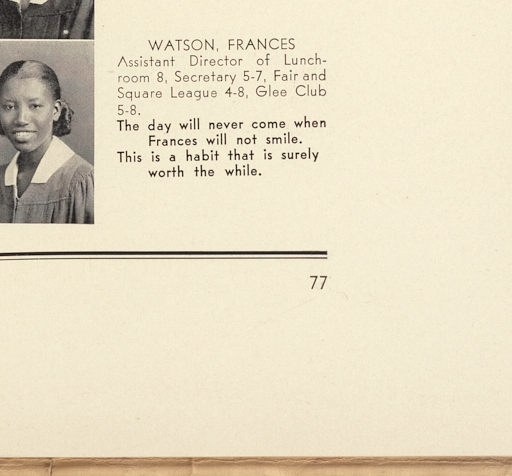 WATSON, FRANCES
Assistant Director of Lunch-
room 8, Secretary 5-7, Fair and
Square League 4-8, Glee Club
5-8.
The day will never come when
Frances will not smile.
This is a habit that is surely
worth the while.
77